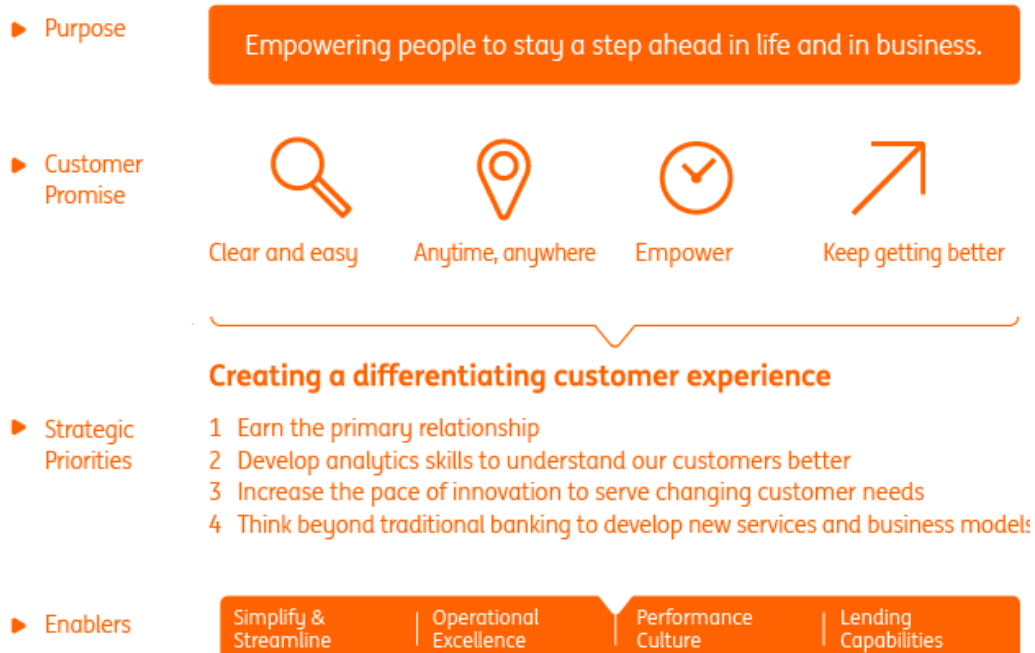 Purpose
Empowering people to stay a step ahead in life and in business.
Customer
Promise
Clear and easy
Anytime, anywhere
Empower
Keep getting better
Creating a differentiating customer experience
Strategic
Priorities
1 Earn the primary relationship
2 Develop analytics skills to understand our customers better
3 Increase the pace of innovation to serve changing customer needs
4 Think beyond traditional banking to develop new services and business models
Enablers
Simplify &
Streamline
Operational
Excellence
Performance
Culture
Lending
Capabilities